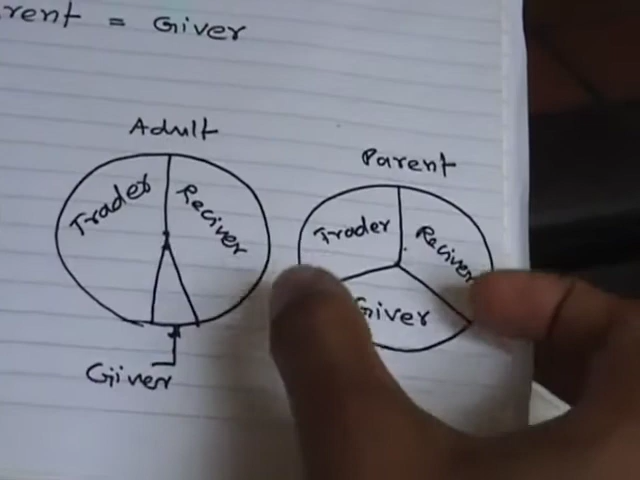 rent = Giver
Adult
Parent
Trader
Reciver
Trader
Reciver
Giver
Giver